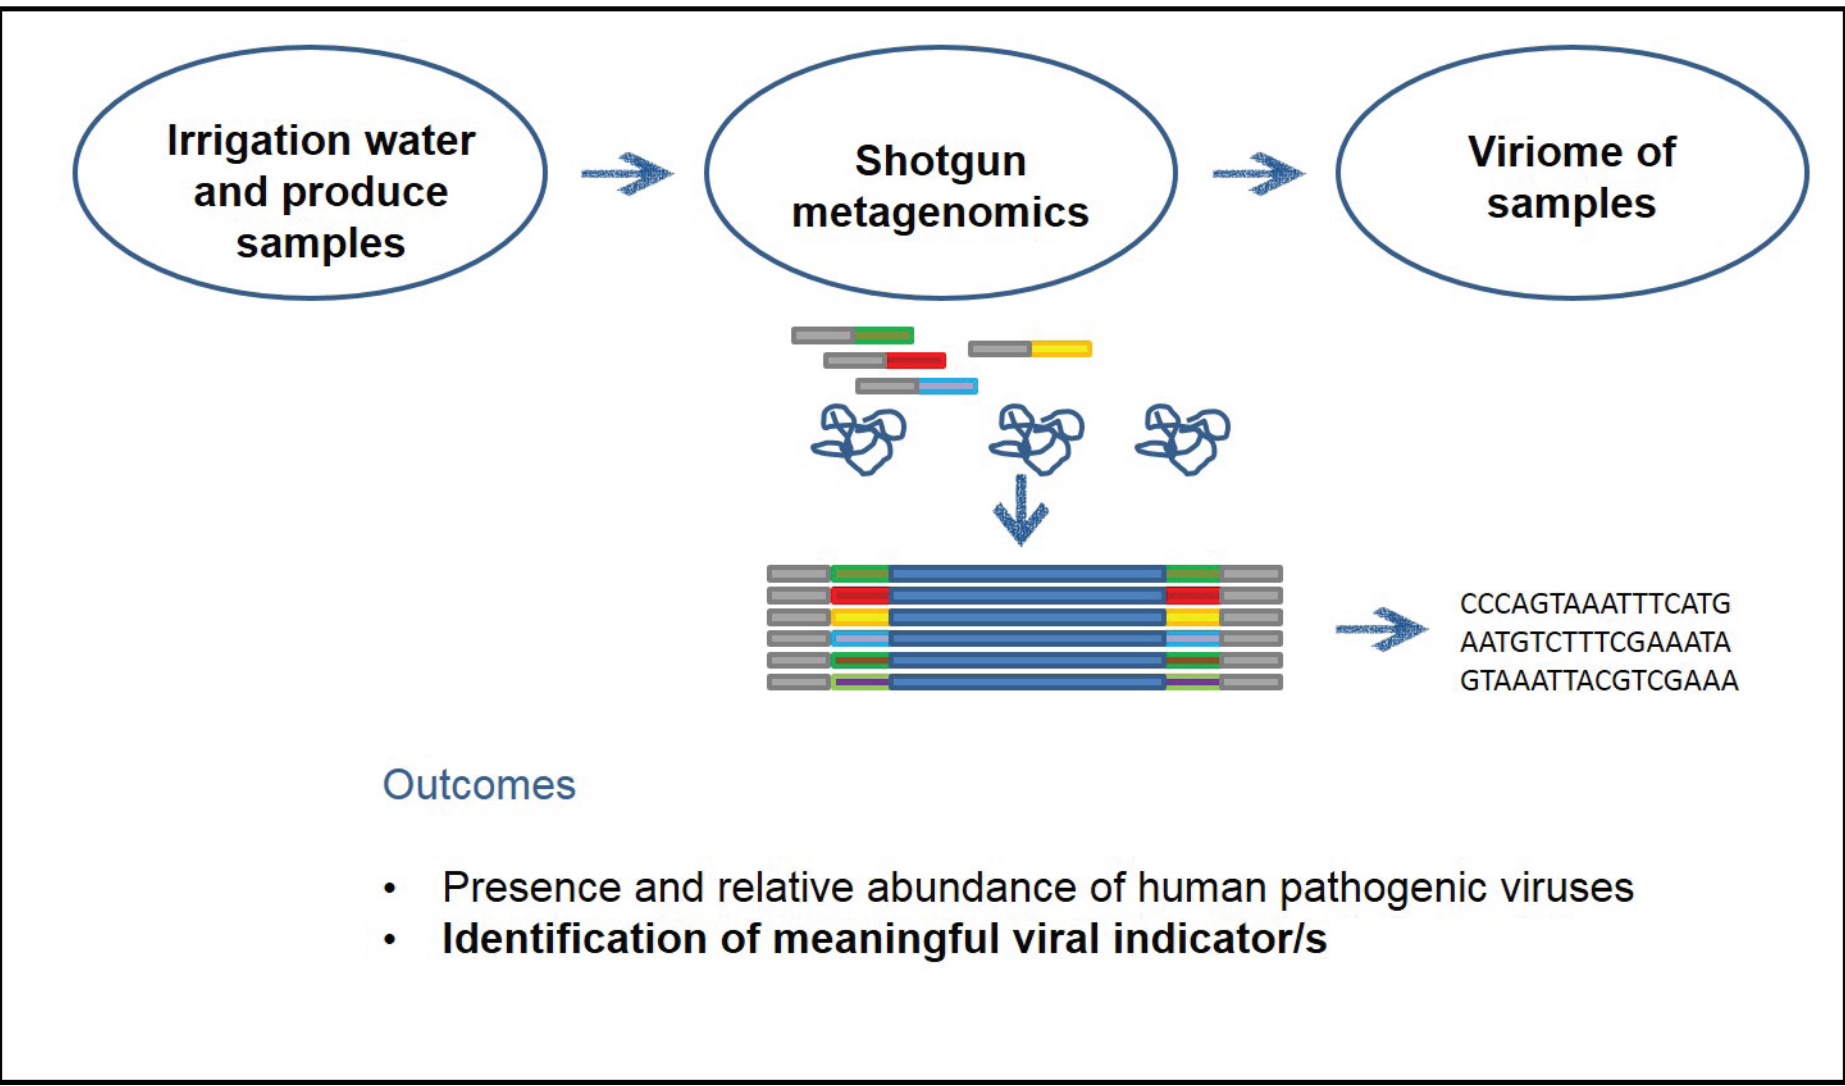 Irrigation water
and produce
samples
Shotgun
metagenomics
Viriome of
samples
CCCAGTAAATTTCATG
AATGTCTTTCGAAATA
GTAAATTACGTCGAAA
Outcomes
• Presence and relative abundance of human pathogenic viruses
• Identification of meaningful viral indicator/s